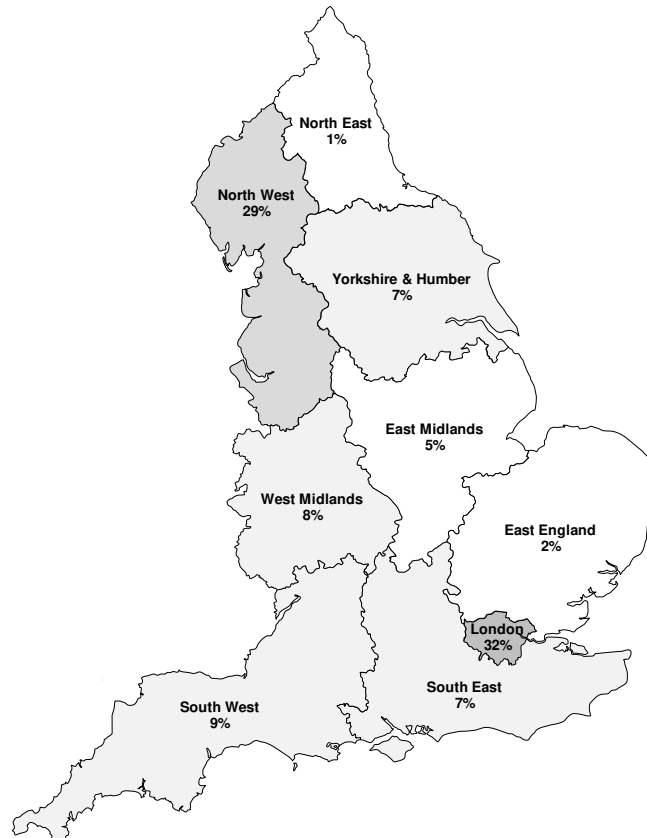 North East
1%
North West
29%
Yorkshire & Humber
7%
East Midlands
5%
West Midlands
8%
East England
2%
London
32%
South East
7%
South West
9%